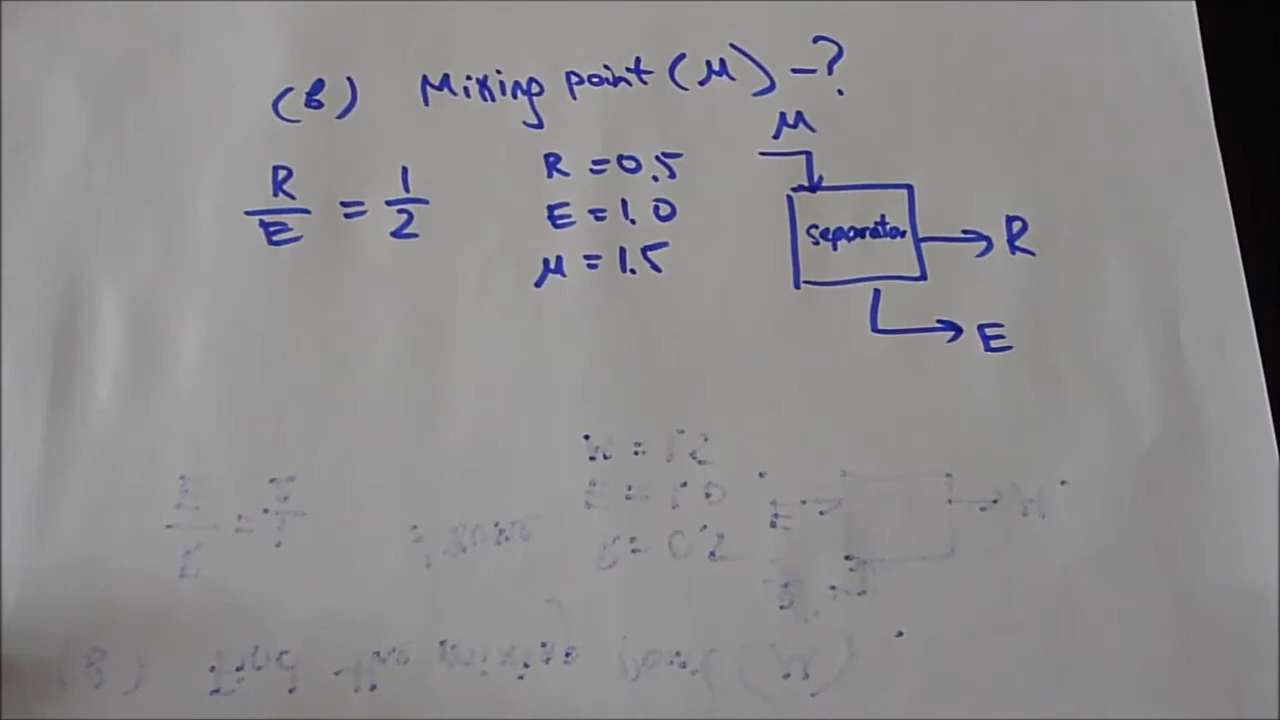 (B) Mixing point (M) -?
R/E = 1/2
R = 0.5
E = 1.0
M = 1.5
M
separator
R
E